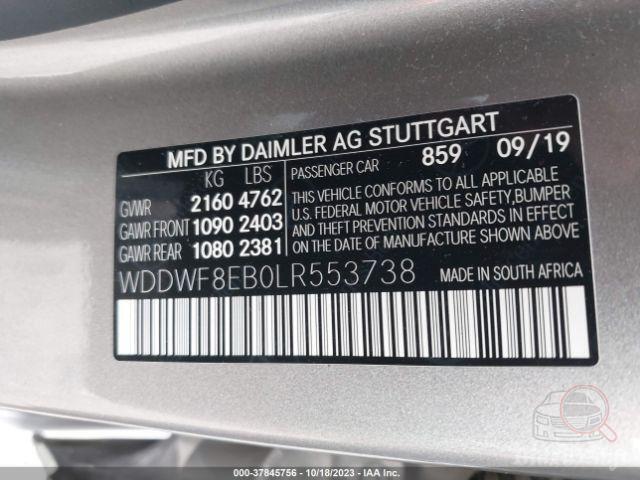 MFD BY DAIMLER AG STUTTGART
KG LBS
GVWR 2160 4762
GAWR FRONT 1090 2403
GAWR REAR 1080 2381
PASSENGER CAR 859 09/19
THIS VEHICLE CONFORMS TO ALL APPLICABLE
U.S. FEDERAL MOTOR VEHICLE SAFETY, BUMPER
AND THEFT PREVENTION STANDARDS IN EFFECT
ON THE DATE OF MANUFACTURE SHOWN ABOVE.
WDDWF8EB0LR553738 MADE IN SOUTH AFRICA
000-37845756 | 10/18/2023 - IAA Inc.